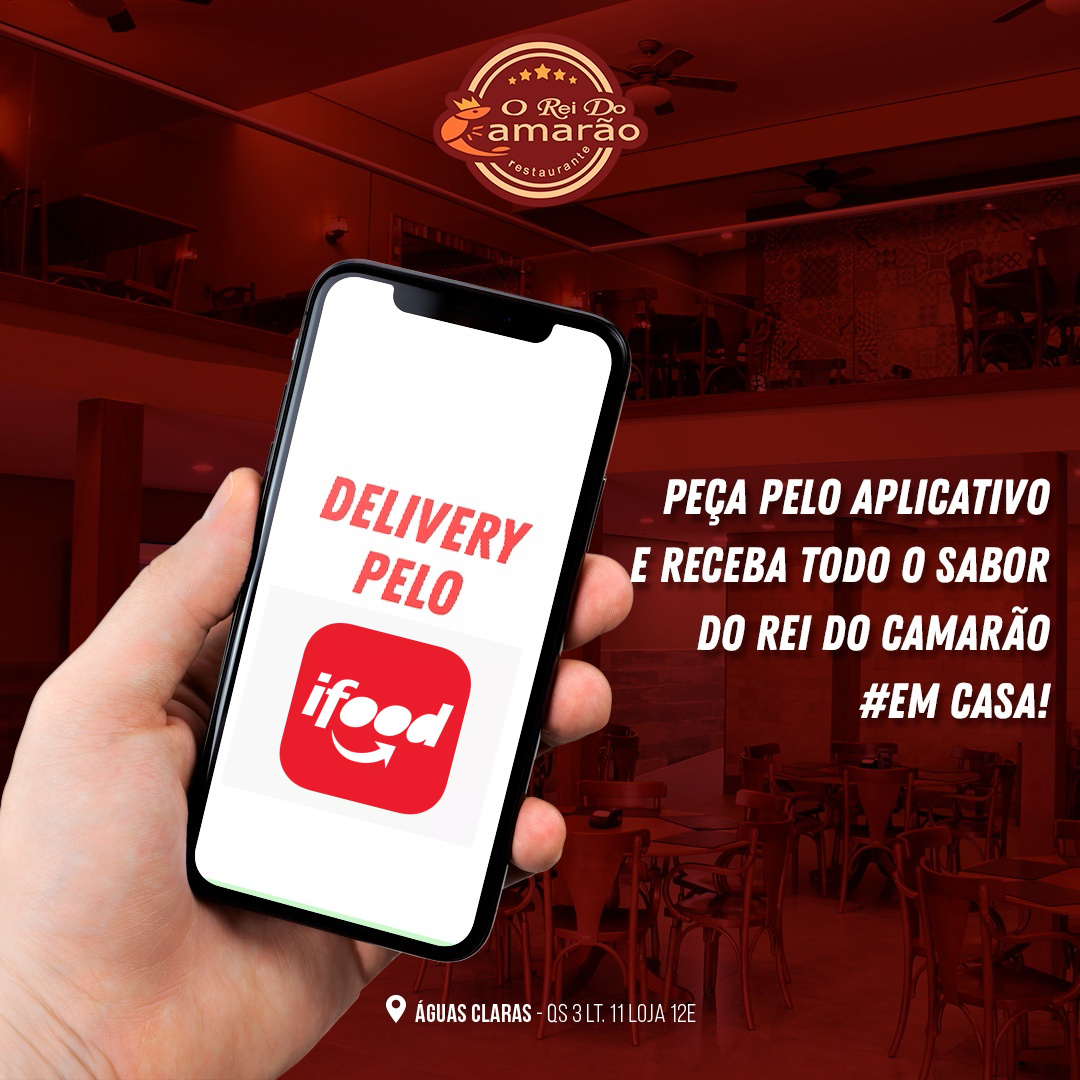 O Rei Do
Camarão
restaurante
DELIVERY
PELO
ifood
PEÇA PELO APLICATIVO
E RECEBA TODO O SABOR
DO REI DO CAMARÃO
#EM CASA!
ÁGUAS CLARAS - QS 3 LT. 11 LOJA 12E